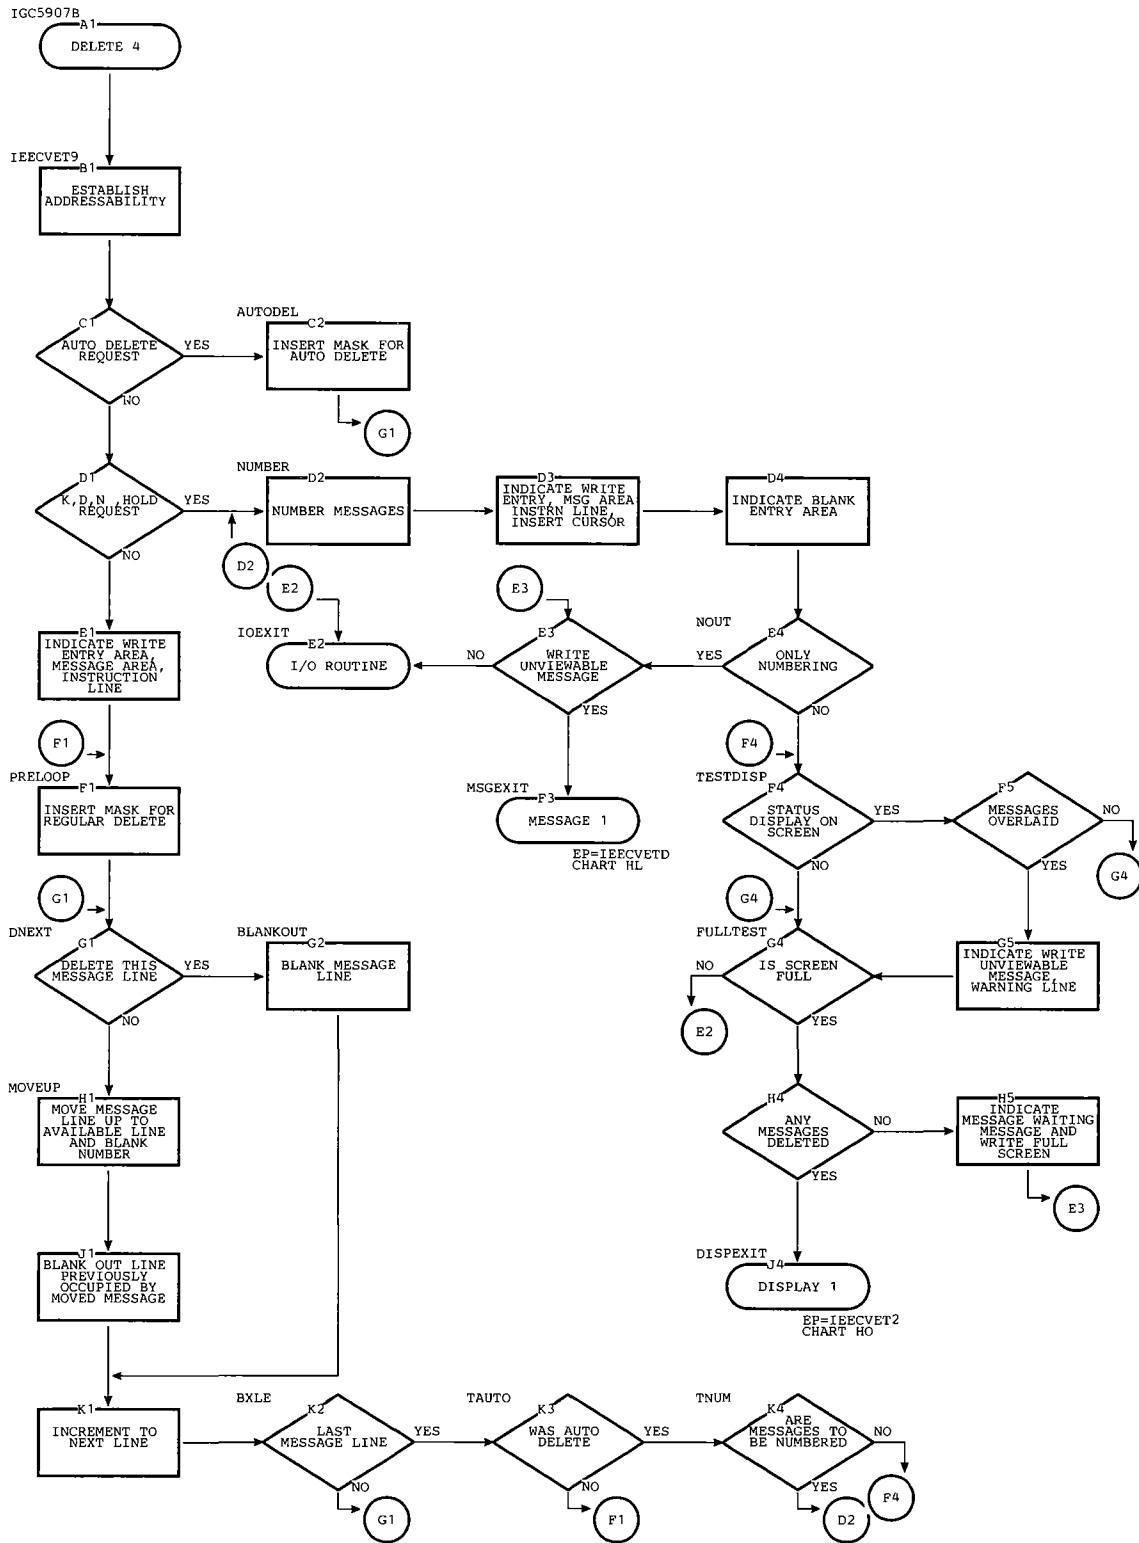 IGC5907B
A1
DELETE 4
IEECVET9
B1
ESTABLISH
ADDRESSABILITY
C1
AUTO DELETE
REQUEST
YES
NO
AUTODEL
C2
INSERT MASK FOR
AUTO DELETE
G1
D1
K,D,N ,HOLD
REQUEST
YES
NO
D2
NUMBER
D2
NUMBER MESSAGES
D3
INDICATE WRITE
ENTRY, MSG AREA
INSTRN LINE,
INSERT CURSOR
D4
INDICATE BLANK
ENTRY AREA
E1
INDICATE WRITE
ENTRY AREA,
MESSAGE AREA,
INSTRUCTION
LINE
E2
IOEXIT
E2
I/O ROUTINE
E3
E3
WRITE
UNVIEWABLE
MESSAGE
NO
YES
NOUT
E4
ONLY
NUMBERING
YES
NO
F1
PRELOOP
F1
INSERT MASK FOR
REGULAR DELETE
MSGEXIT
F3
MESSAGE 1
EP=IEECVETD
CHART HL
F4
TESTDISP
F4
STATUS
DISPLAY ON
SCREEN
YES
NO
F5
MESSAGES
OVERLAID
NO
YES
G4
G1
DNEXT
G1
DELETE THIS
MESSAGE LINE
YES
NO
BLANKOUT
G2
BLANK MESSAGE
LINE
G4
FULLTEST
G4
IS SCREEN
FULL
NO
YES
E2
G5
INDICATE WRITE
UNVIEWABLE
MESSAGE,
WARNING LINE
MOVEUP
H1
MOVE MESSAGE
LINE UP TO
AVAILABLE LINE
AND BLANK
NUMBER
H4
ANY
MESSAGES
DELETED
NO
YES
H5
INDICATE
MESSAGE WAITING
MESSAGE AND
WRITE FULL
SCREEN
E3
J1
BLANK OUT LINE
PREVIOUSLY
OCCUPIED BY
MOVED MESSAGE
DISPEXIT
J4
DISPLAY 1
EP=IEECVET2
CHART HO
K1
INCREMENT TO
NEXT LINE
BXLE
K2
LAST
MESSAGE LINE
YES
NO
G1
TAUTO
K3
WAS AUTO
DELETE
YES
NO
F1
TNUM
K4
ARE
MESSAGES TO
BE NUMBERED
NO
YES
D2
F4